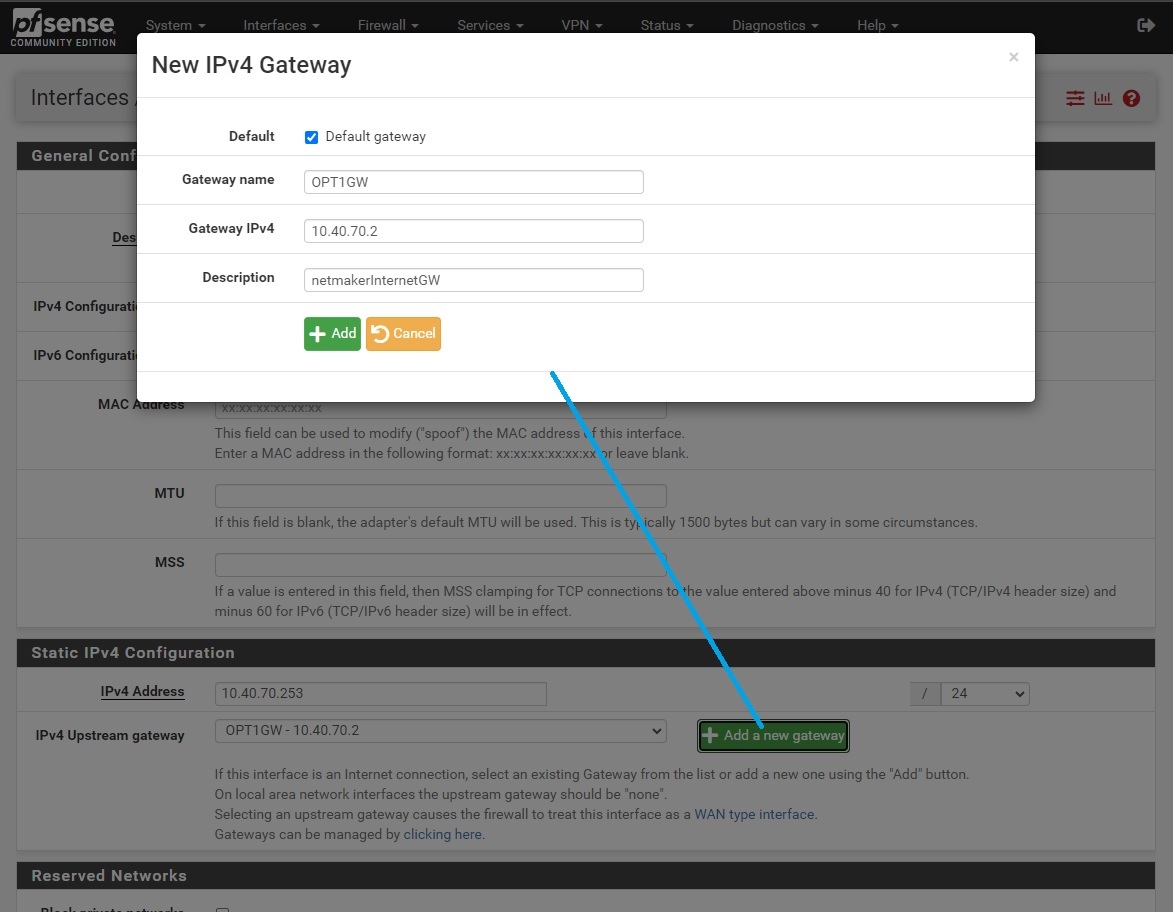 pfsense
COMMUNITY EDITION
System Interfaces Firewall Services VPN Status Diagnostics Help
New IPv4 Gateway ×
Interfaces
Default Default gateway
General Conf
Gateway name OPT1GW
Gateway IPv4 10.40.70.2
Description netmakerInternetGW
IPv4 Configurati
Add Cancel
IPv6 Configurati
MAC Address xx:xx:xx:xx:xx:xx
This field can be used to modify ("spoof") the MAC address of this interface.
Enter a MAC address in the following format: xx:xx:xx:xx:xx:xx or leave blank.
MTU
If this field is blank, the adapter's default MTU will be used. This is typically 1500 bytes but can vary in some circumstances.
MSS
If a value is entered in this field, then MSS clamping for TCP connections to the value entered above minus 40 for IPv4 (TCP/IPv4 header size) and
minus 60 for IPv6 (TCP/IPv6 header size) will be in effect.
Static IPv4 Configuration
IPv4 Address 10.40.70.253 / 24
IPv4 Upstream gateway OPT1GW - 10.40.70.2 Add a new gateway
If this interface is an Internet connection, select an existing Gateway from the list or add a new one using the "Add" button.
On local area network interfaces the upstream gateway should be "none".
Selecting an upstream gateway causes the firewall to treat this interface as a WAN type interface.
Gateways can be managed by clicking here.
Reserved Networks
Block private networks